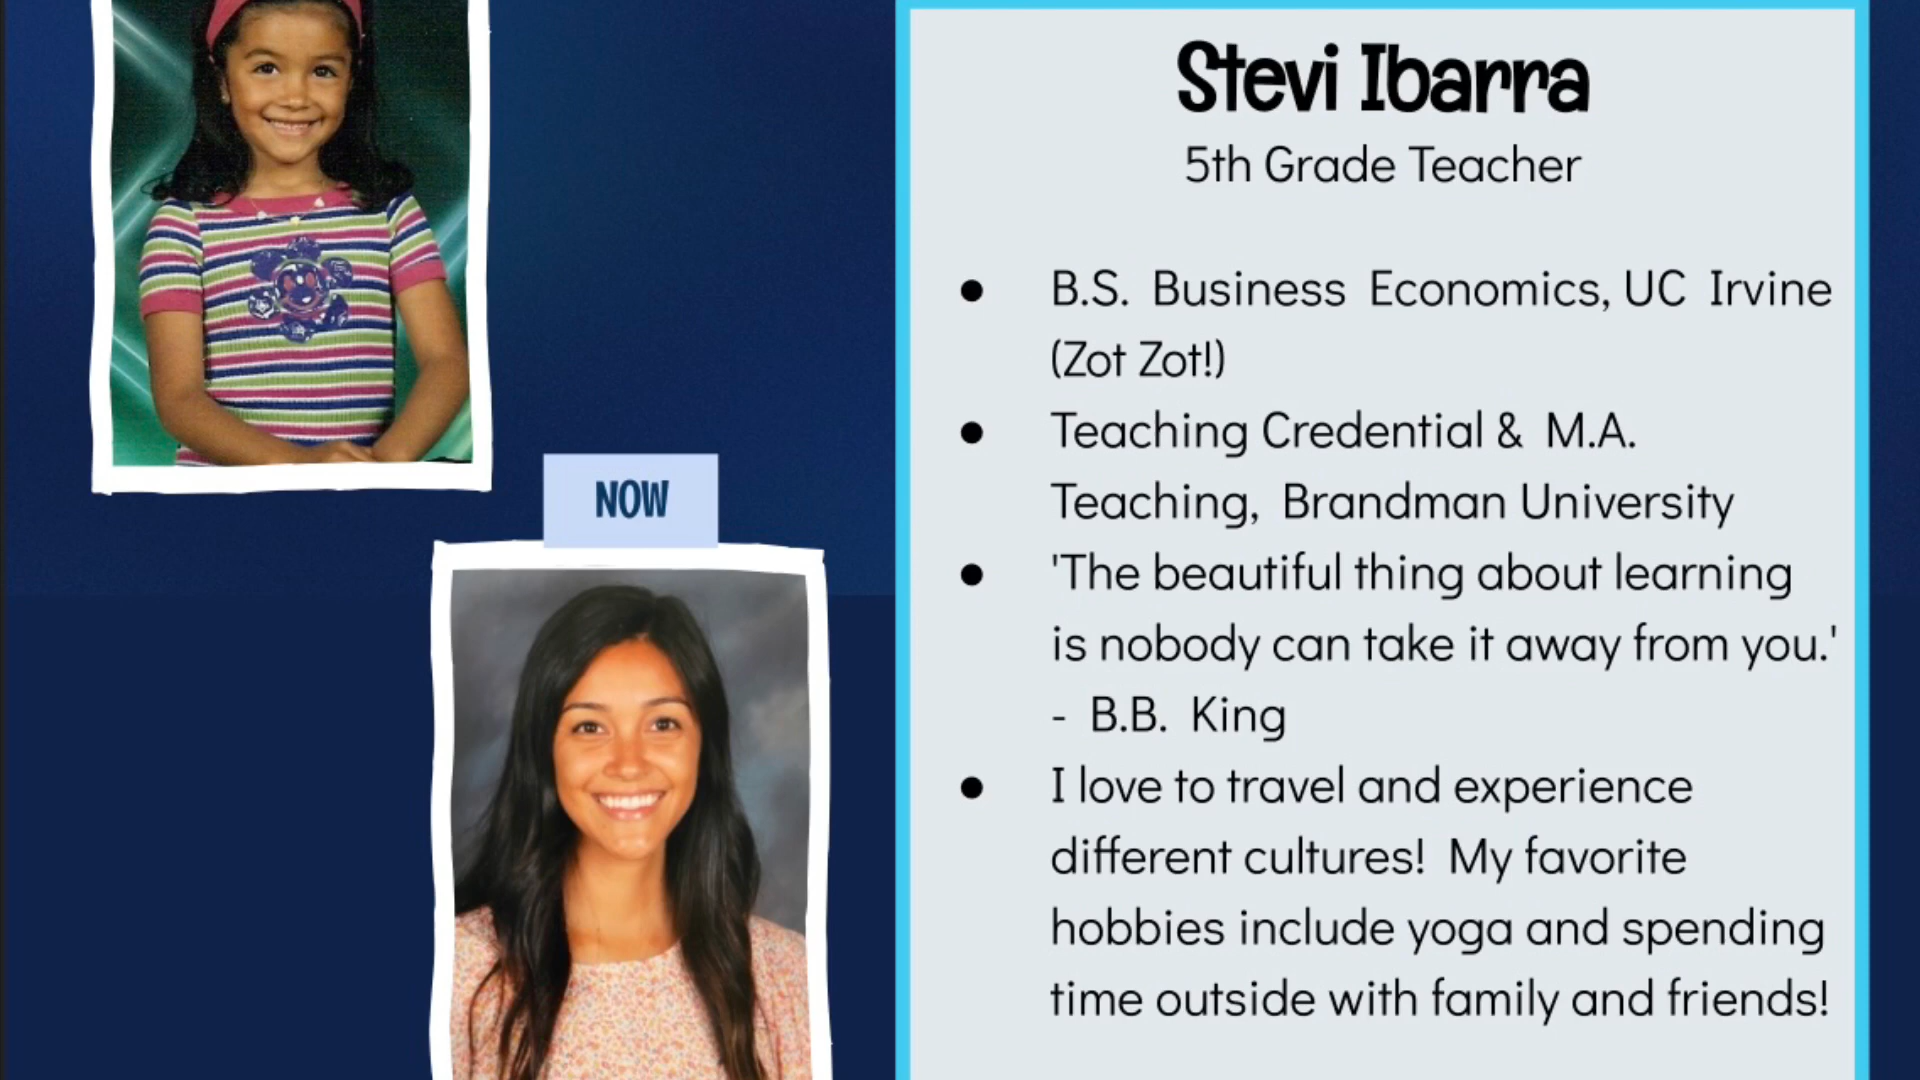 Stevi Ibarra
5th Grade Teacher
● B.S. Business Economics, UC Irvine
(Zot Zot!)
● Teaching Credential & M.A.
Teaching, Brandman University
● 'The beautiful thing about learning
is nobody can take it away from you.'
- B.B. King
● I love to travel and experience
different cultures! My favorite
hobbies include yoga and spending
time outside with family and friends!
NOW